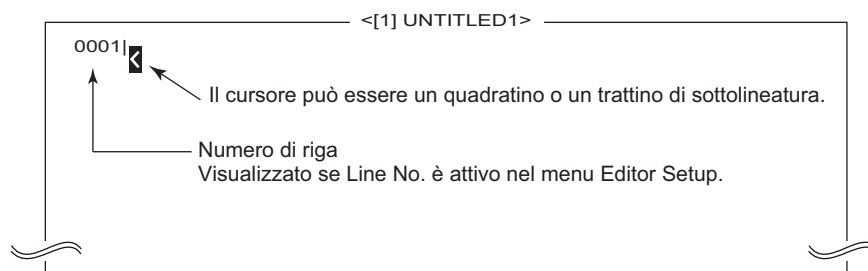 <[1] UNTITLED1>
0001|<
Il cursore può essere un quadratino o un trattino di sottolineatura.
Numero di riga
Visualizzato se Line No. è attivo nel menu Editor Setup.